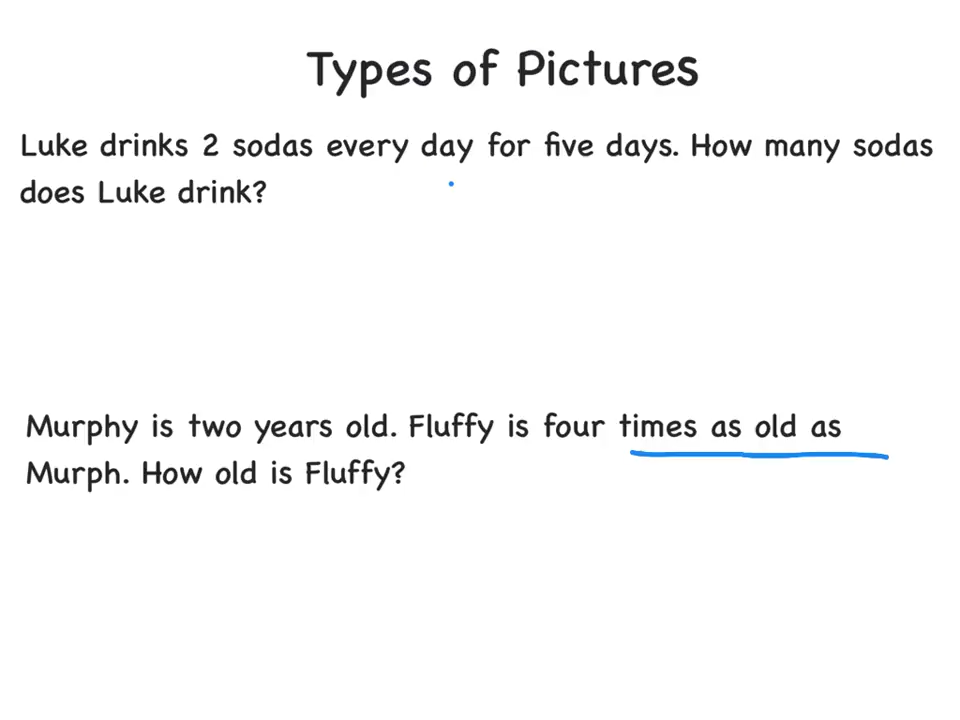 Types of Pictures
Luke drinks 2 sodas every day for five days. How many sodas
does Luke drink?
Murphy is two years old. Fluffy is four times as old as
Murph. How old is Fluffy?